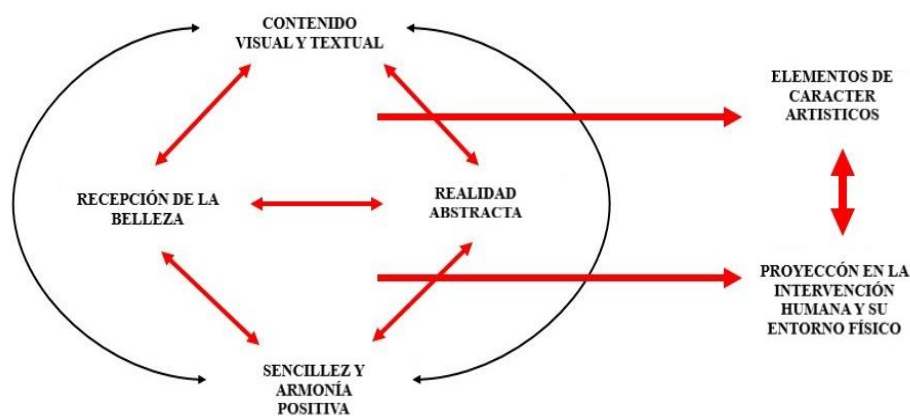 CONTENIDO
VISUAL Y TEXTUAL
ELEMENTOS DE
CARACTER
ARTISTICOS
RECEPCIÓN DE LA
BELLEZA
REALIDAD
ABSTRACTA
PROYECCÓN EN LA
INTERVENCIÓN
HUMANA Y SU
ENTORNO FÍSICO
SENCILLEZ Y
ARMONÍA
POSITIVA